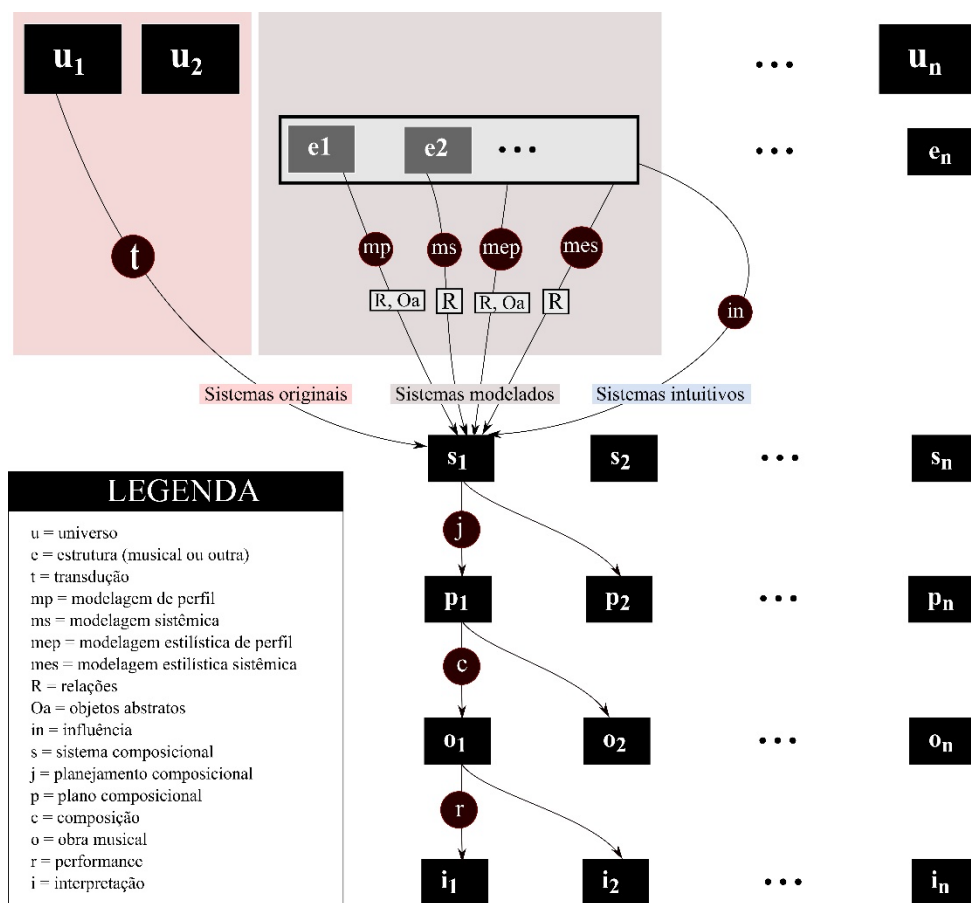 u1 u2 ••• un
e1 e2 ••• ••• en
t mp ms mep mes
R, Oa R R, Oa R in
Sistemas originais Sistemas modelados Sistemas intuitivos
s1 s2 ••• sn
j
p1 p2 ••• pn
c
o1 o2 ••• on
r
i1 i2 ••• in
LEGENDA
u = universo
e = estrutura (musical ou outra)
t = transdução
mp = modelagem de perfil
ms = modelagem sistêmica
mep = modelagem estilística de perfil
mes = modelagem estilística sistêmica
R = relações
Oa = objetos abstratos
in = influência
s = sistema composicional
j = planejamento composicional
p = plano composicional
c = composição
o = obra musical
r = performance
i = interpretação